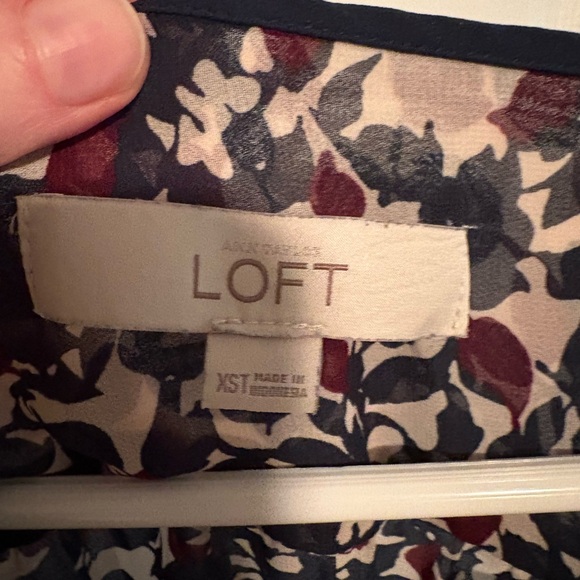 ANN TAYLOR
LOFT
XST MADE IN
INDONESIA